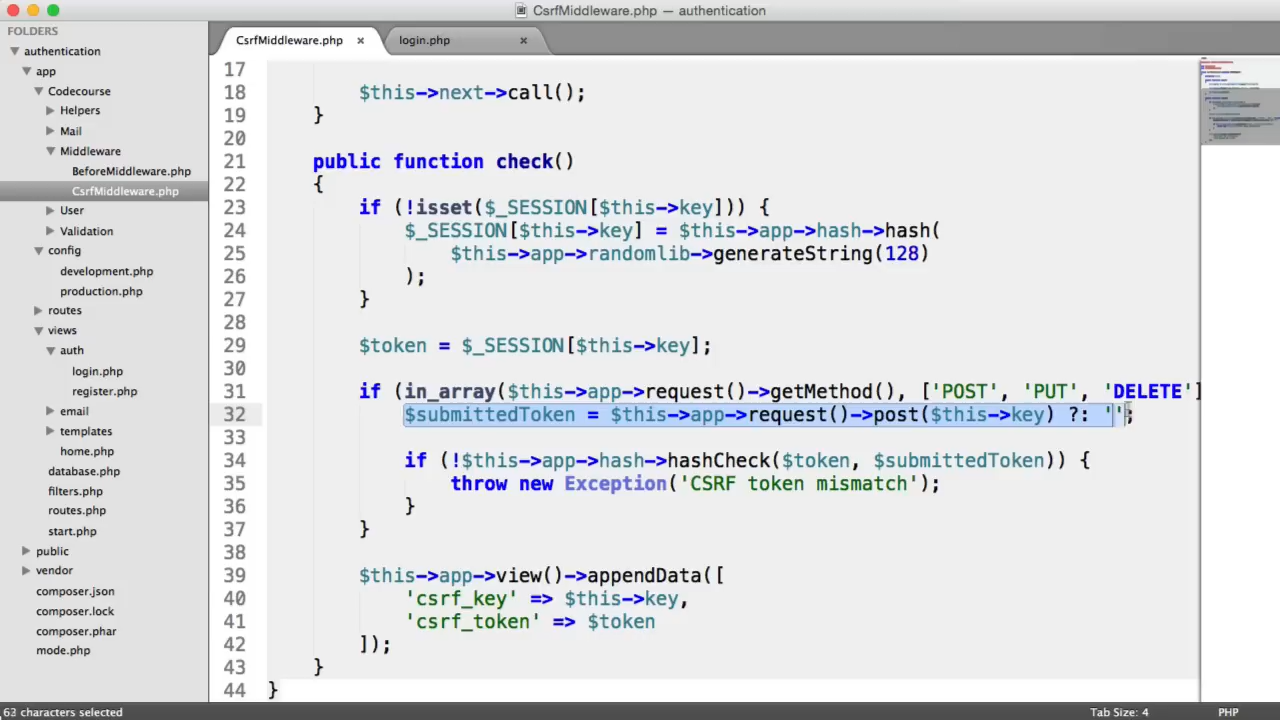 CsrfMiddleware.php — authentication
FOLDERS
authentication
app
Codecourse
Helpers
Mail
Middleware
BeforeMiddleware.php
CsrfMiddleware.php
User
Validation
config
development.php
production.php
routes
views
auth
login.php
register.php
email
templates
home.php
database.php
filters.php
routes.php
start.php
public
vendor
composer.json
composer.lock
composer.phar
mode.php
CsrfMiddleware.php × login.php ×
17
18 $this->next->call();
19 }
20
21 public function check()
22 {
23 if (!isset($_SESSION[$this->key])) {
24 $_SESSION[$this->key] = $this->app->hash->hash(
25 $this->app->randomlib->generateString(128)
26 );
27 }
28
29 $token = $_SESSION[$this->key];
30
31 if (in_array($this->app->request()->getMethod(), ['POST', 'PUT', 'DELETE']
32 $submittedToken = $this->app->request()->post($this->key) ?: '';
33
34 if (!$this->app->hash->hashCheck($token, $submittedToken)) {
35 throw new Exception('CSRF token mismatch');
36 }
37 }
38
39 $this->app->view()->appendData([
40 'csrf_key' => $this->key,
41 'csrf_token' => $token
42 ]);
43 }
44 }
63 characters selected Tab Size: 4 PHP